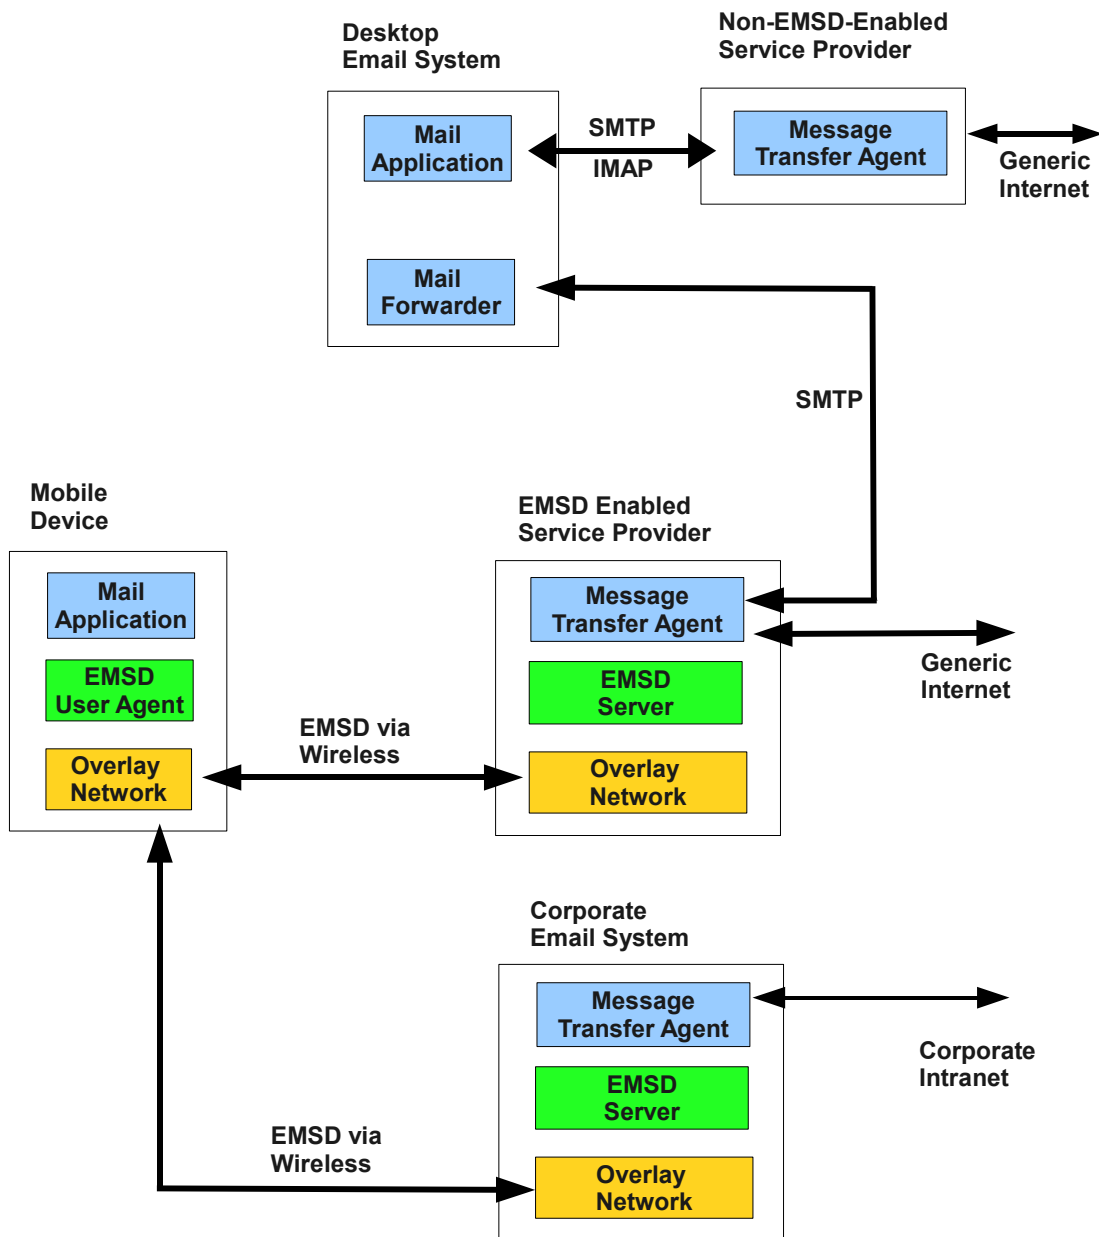 Desktop
Email System
Non-EMSD-Enabled
Service Provider
Mail
Application
SMTP
IMAP
Message
Transfer Agent
Generic
Internet
Mail
Forwarder
SMTP
Mobile
Device
EMSD Enabled
Service Provider
Mail
Application
EMSD
User Agent
Overlay
Network
EMSD via
Wireless
Message
Transfer Agent
EMSD
Server
Overlay
Network
Generic
Internet
Corporate
Email System
Message
Transfer Agent
EMSD
Server
Overlay
Network
Corporate
Intranet
EMSD via
Wireless